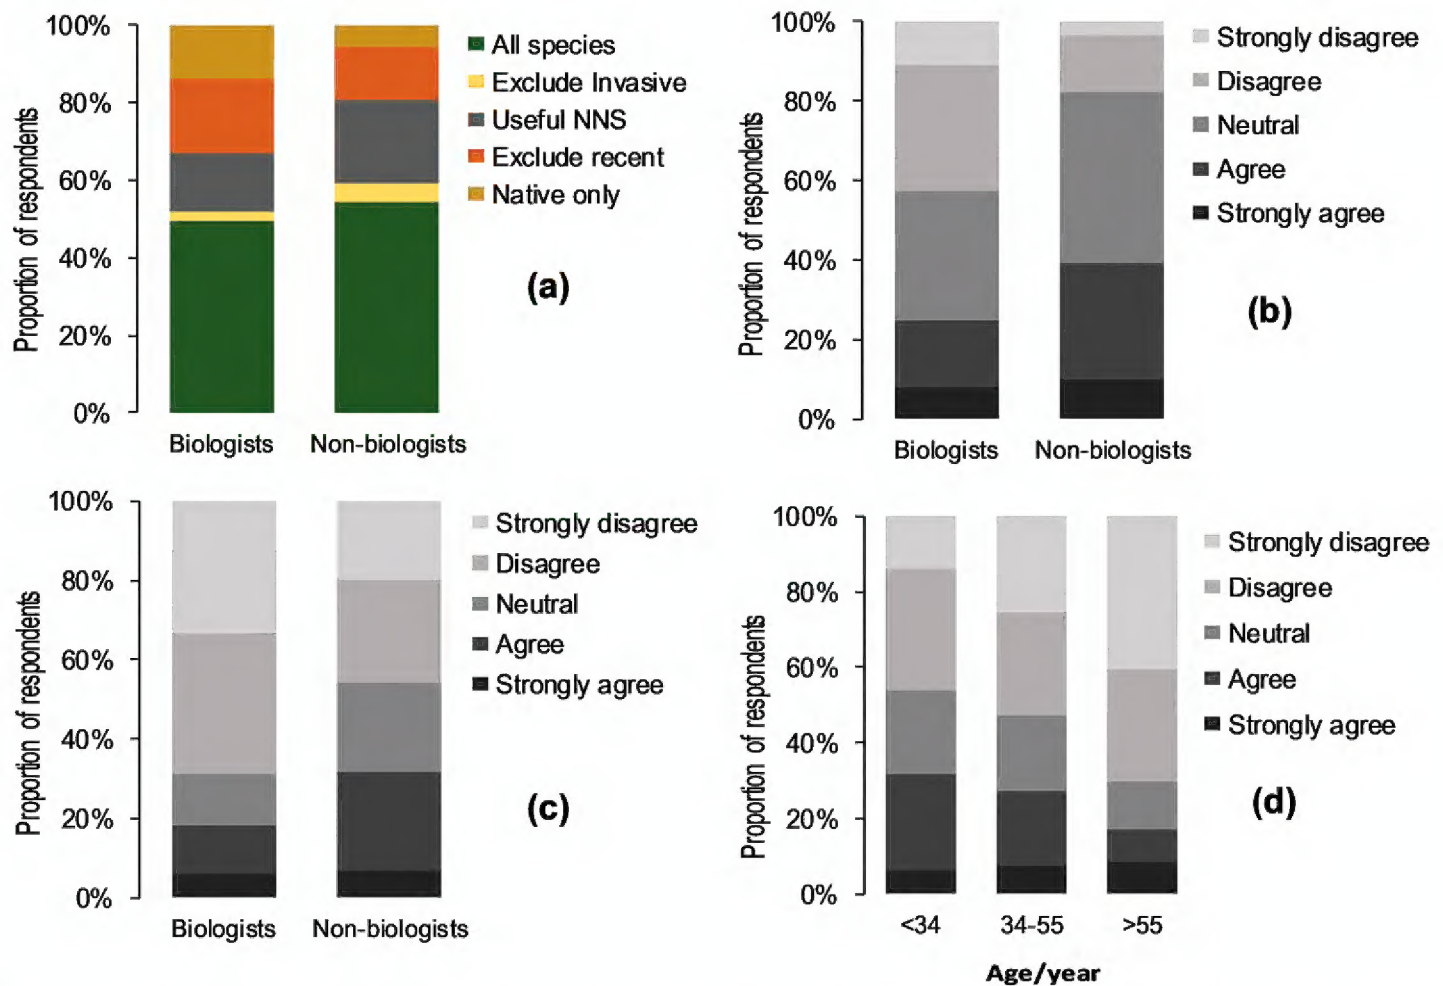 100%
80%
60%
40%
20%
0%
Proportion of respondents
Biologists
Non-biologists
All species
Exclude Invasive
Useful NNS
Exclude recent
Native only
(a)
100%
80%
60%
40%
20%
0%
Proportion of respondents
Biologists
Non-biologists
Strongly disagree
Disagree
Neutral
Agree
Strongly agree
(b)
100%
80%
60%
40%
20%
0%
Proportion of respondents
Biologists
Non-biologists
Strongly disagree
Disagree
Neutral
Agree
Strongly agree
(c)
100%
80%
60%
40%
20%
0%
Proportion of respondents
<34
34-55
>55
Age/year
Strongly disagree
Disagree
Neutral
Agree
Strongly agree
(d)